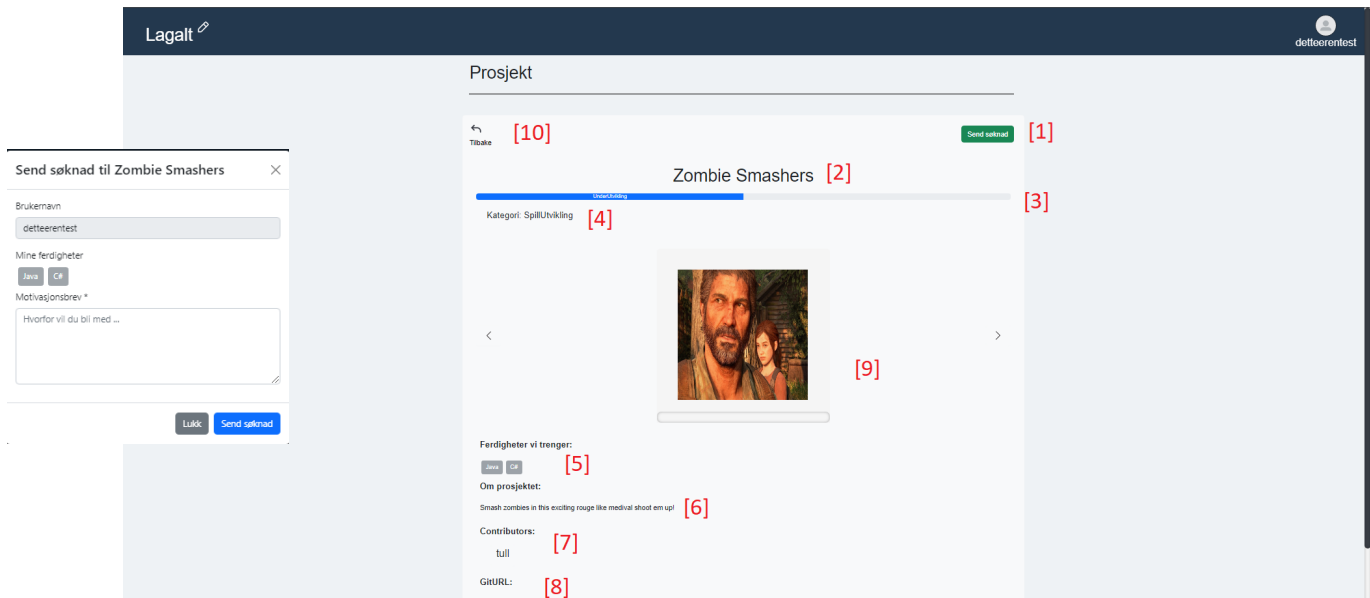 Lagalt
detteerentest
Prosjekt
Tilbake
[10]
Send søknad
[1]
Zombie Smashers
[2]
UnderUtvikling
[3]
Kategori: SpillUtvikling
[4]
[9]
Ferdigheter vi trenger:
Java C#
[5]
Om prosjektet:
Smash zombies in this exciting rouge like medival shoot em up!
[6]
Contributors:
tull
[7]
GitURL:
[8]
Send søknad til Zombie Smashers
Brukernavn
detteerentest
Mine ferdigheter
Java C#
Motivasjonsbrev *
Hvorfor vil du bli med ...
Lukk Send søknad